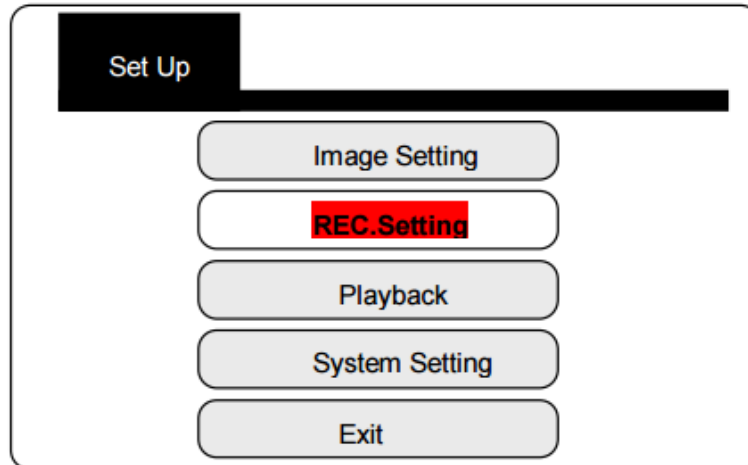 Set Up
Image Setting
REC.Setting
Playback
System Setting
Exit